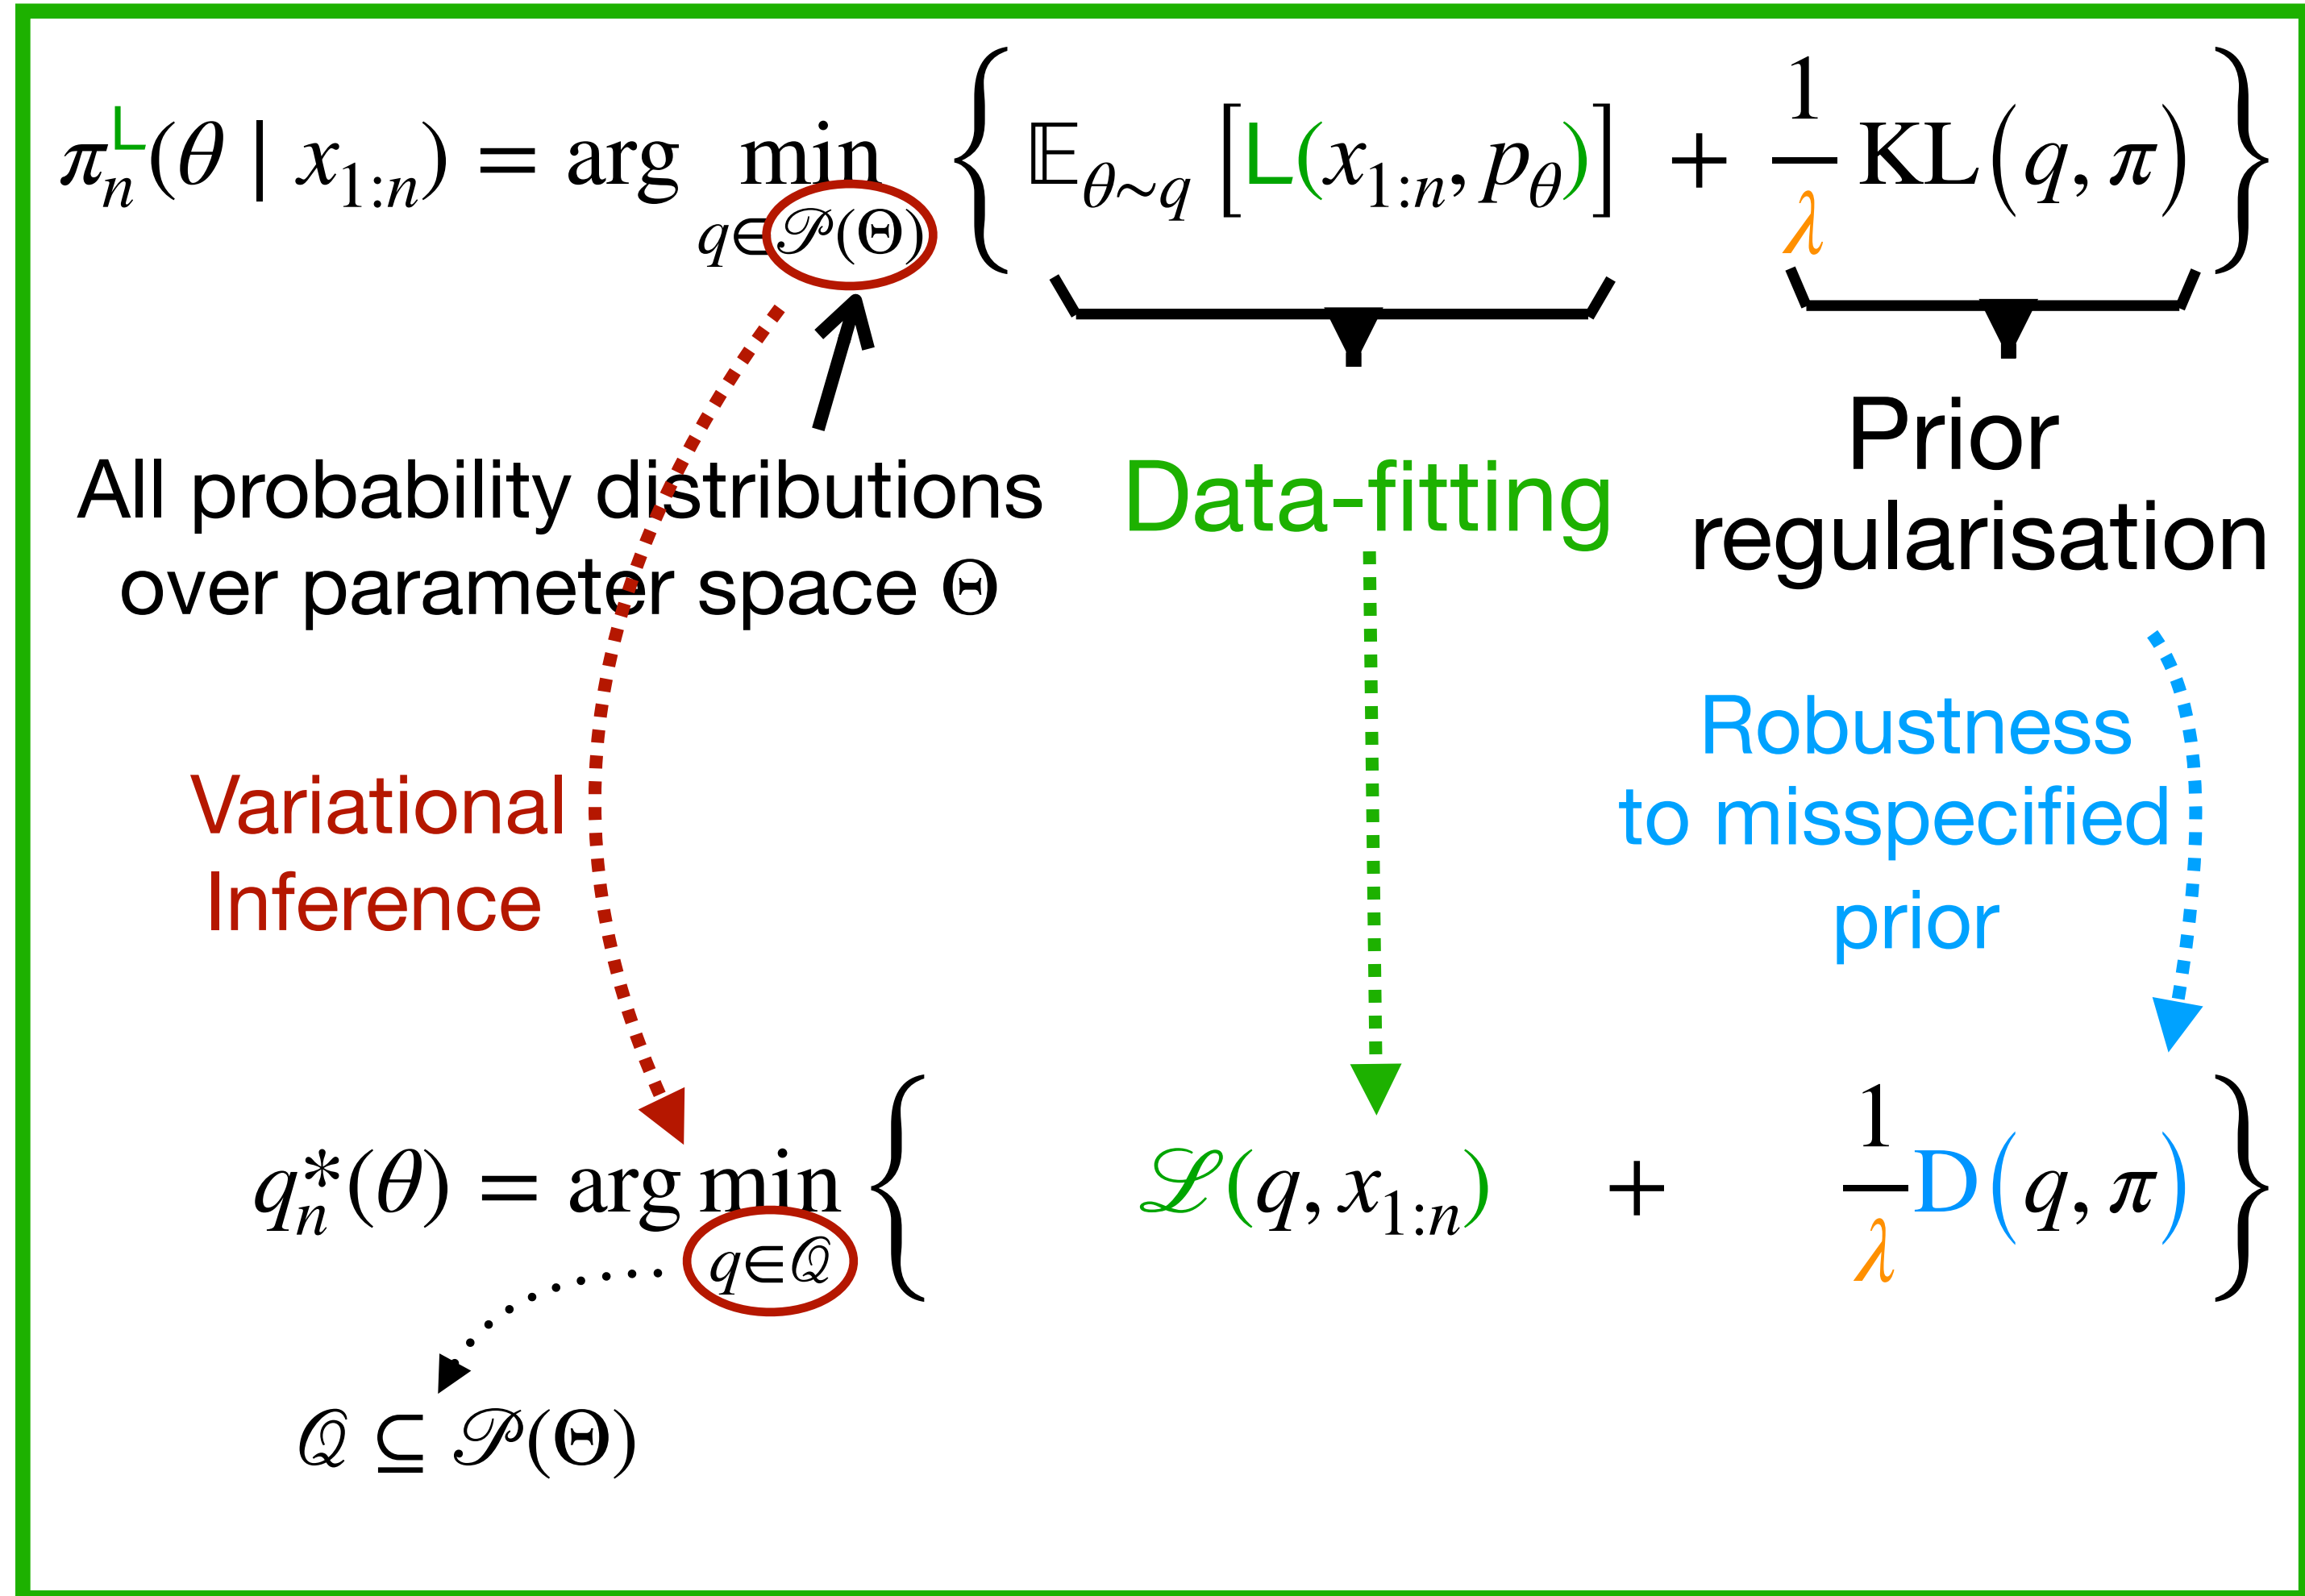 π_n^L(θ | x_{1:n}) = arg min_{q∈𝒫(Θ)} { 𝔼_{θ∼q} [L(x_{1:n}, p_θ)] + 1/λ KL(q, π) }
All probability distributions
over parameter space Θ
Data-fitting
Prior
regularisation
Variational
Inference
Robustness
to misspecified
prior
q_n^*(θ) = arg min_{q∈𝒬} { ℒ(q, x_{1:n}) + 1/λ D(q, π) }
𝒬 ⊆ 𝒫(Θ)